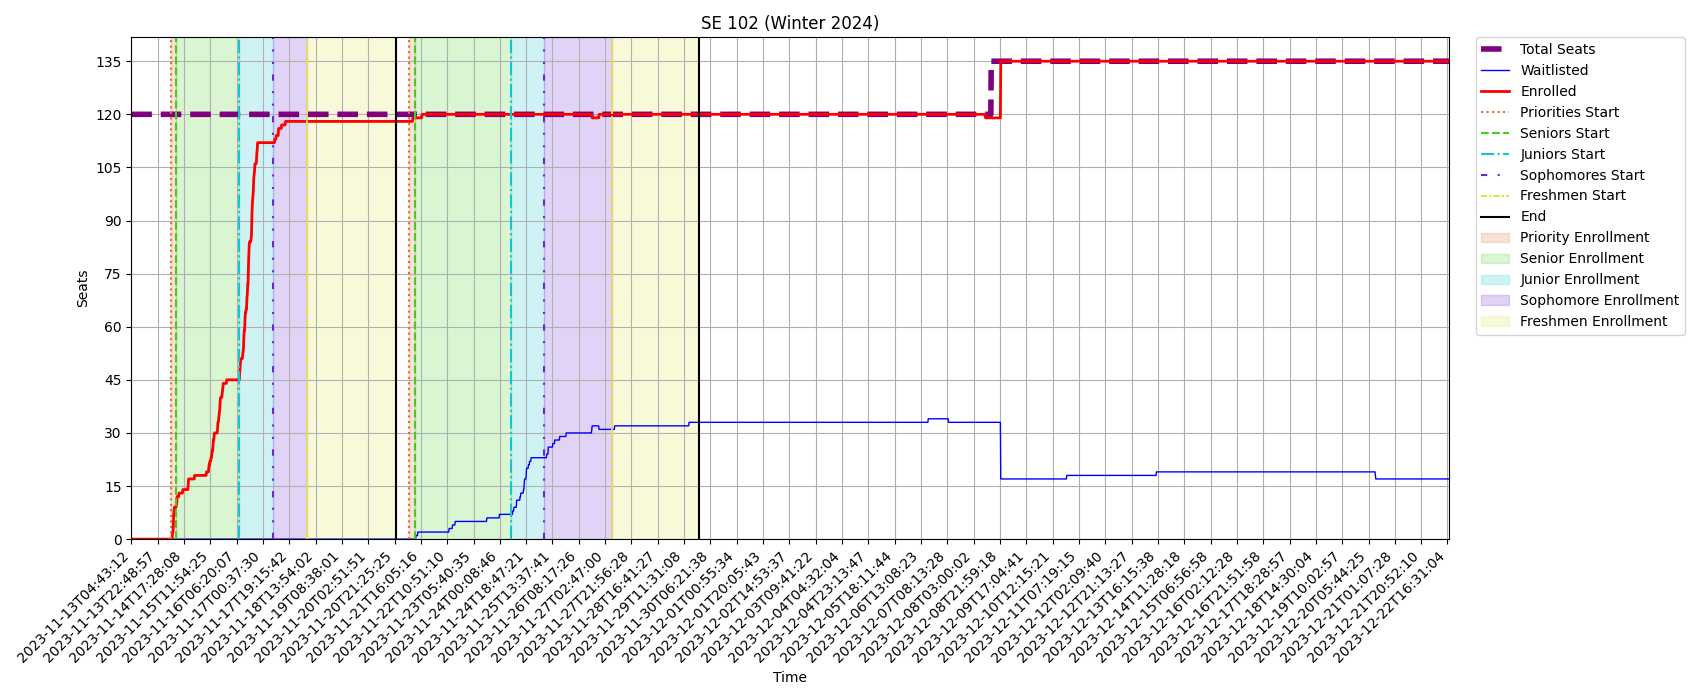 SE 102 (Winter 2024)
135
120
105
90
75
60
45
30
15
0
Seats
2023-11-13T04:43:12
2023-11-13T22:48:57
2023-11-14T17:28:08
2023-11-15T11:54:25
2023-11-16T06:20:07
2023-11-17T00:37:30
2023-11-17T19:15:42
2023-11-18T13:54:02
2023-11-19T08:38:01
2023-11-20T02:51:51
2023-11-20T21:25:25
2023-11-21T16:05:16
2023-11-22T10:51:10
2023-11-23T05:40:35
2023-11-24T00:08:46
2023-11-24T18:47:21
2023-11-25T13:37:41
2023-11-26T08:17:26
2023-11-27T02:47:00
2023-11-27T21:56:28
2023-11-28T16:41:27
2023-11-29T11:31:08
2023-11-30T06:21:38
2023-12-01T00:55:34
2023-12-01T20:05:43
2023-12-02T14:53:37
2023-12-03T09:41:22
2023-12-04T04:32:04
2023-12-04T23:13:47
2023-12-05T18:11:44
2023-12-06T13:08:23
2023-12-07T08:13:28
2023-12-08T03:00:02
2023-12-08T21:59:18
2023-12-09T17:04:41
2023-12-10T12:15:21
2023-12-11T07:19:15
2023-12-12T02:09:40
2023-12-12T21:13:27
2023-12-13T16:15:38
2023-12-14T11:28:18
2023-12-15T06:56:58
2023-12-16T02:12:28
2023-12-16T21:51:58
2023-12-17T18:28:57
2023-12-18T14:30:04
2023-12-19T10:02:57
2023-12-20T05:44:25
2023-12-21T01:07:28
2023-12-21T20:52:10
2023-12-22T16:31:04
Time
Total Seats
Waitlisted
Enrolled
Priorities Start
Seniors Start
Juniors Start
Sophomores Start
Freshmen Start
End
Priority Enrollment
Senior Enrollment
Junior Enrollment
Sophomore Enrollment
Freshmen Enrollment